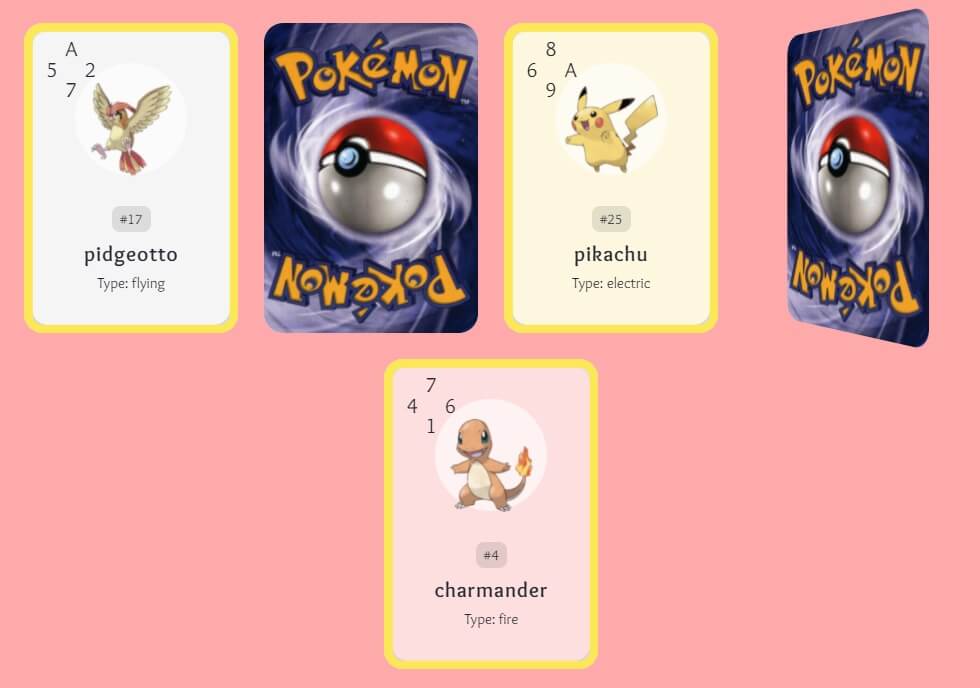 A
5 2
7
#17
pidgeotto
Type: flying
POKéMON
POKéMON
8
6 A
9
#25
pikachu
Type: electric
POKéMON
POKéMON
7
4 6
1
#4
charmander
Type: fire